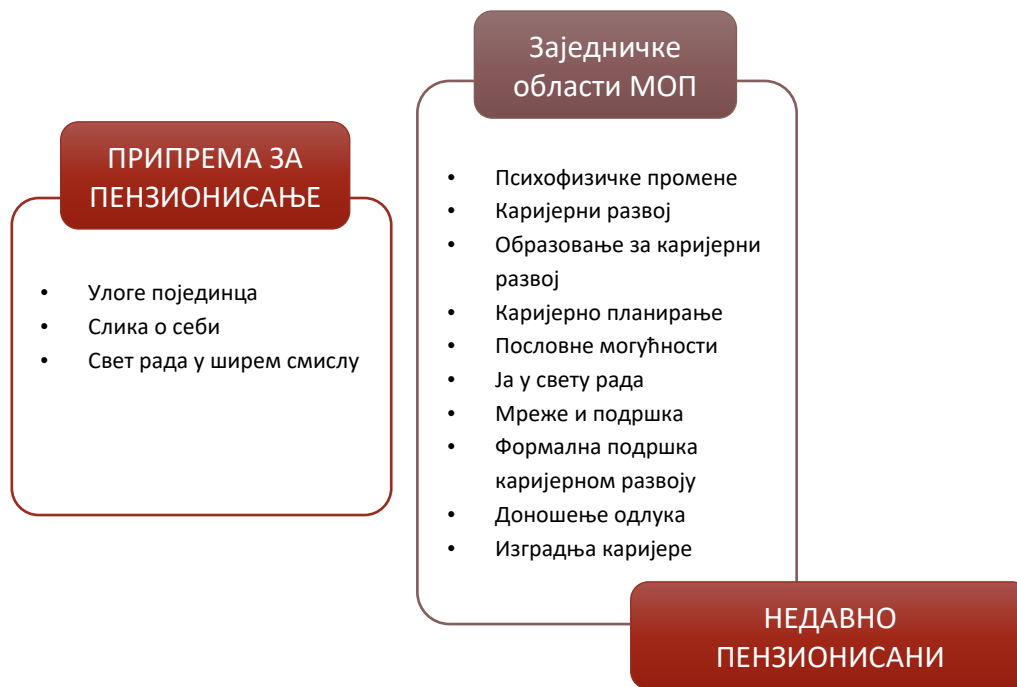 Заједничке
области МОП
ПРИПРЕМА ЗА
ПЕНЗИОНИСАЊЕ
• Улоге појединца
• Слика о себи
• Свет рада у ширем смислу
• Психофизичке промене
• Каријерни развој
• Образовање за каријерни
развој
• Каријерно планирање
• Пословне могућности
• Ја у свету рада
• Мреже и подршка
• Формална подршка
каријерном развоју
• Доношење одлука
• Изградња каријере
НЕДАВНО
ПЕНЗИОНИСАНИ